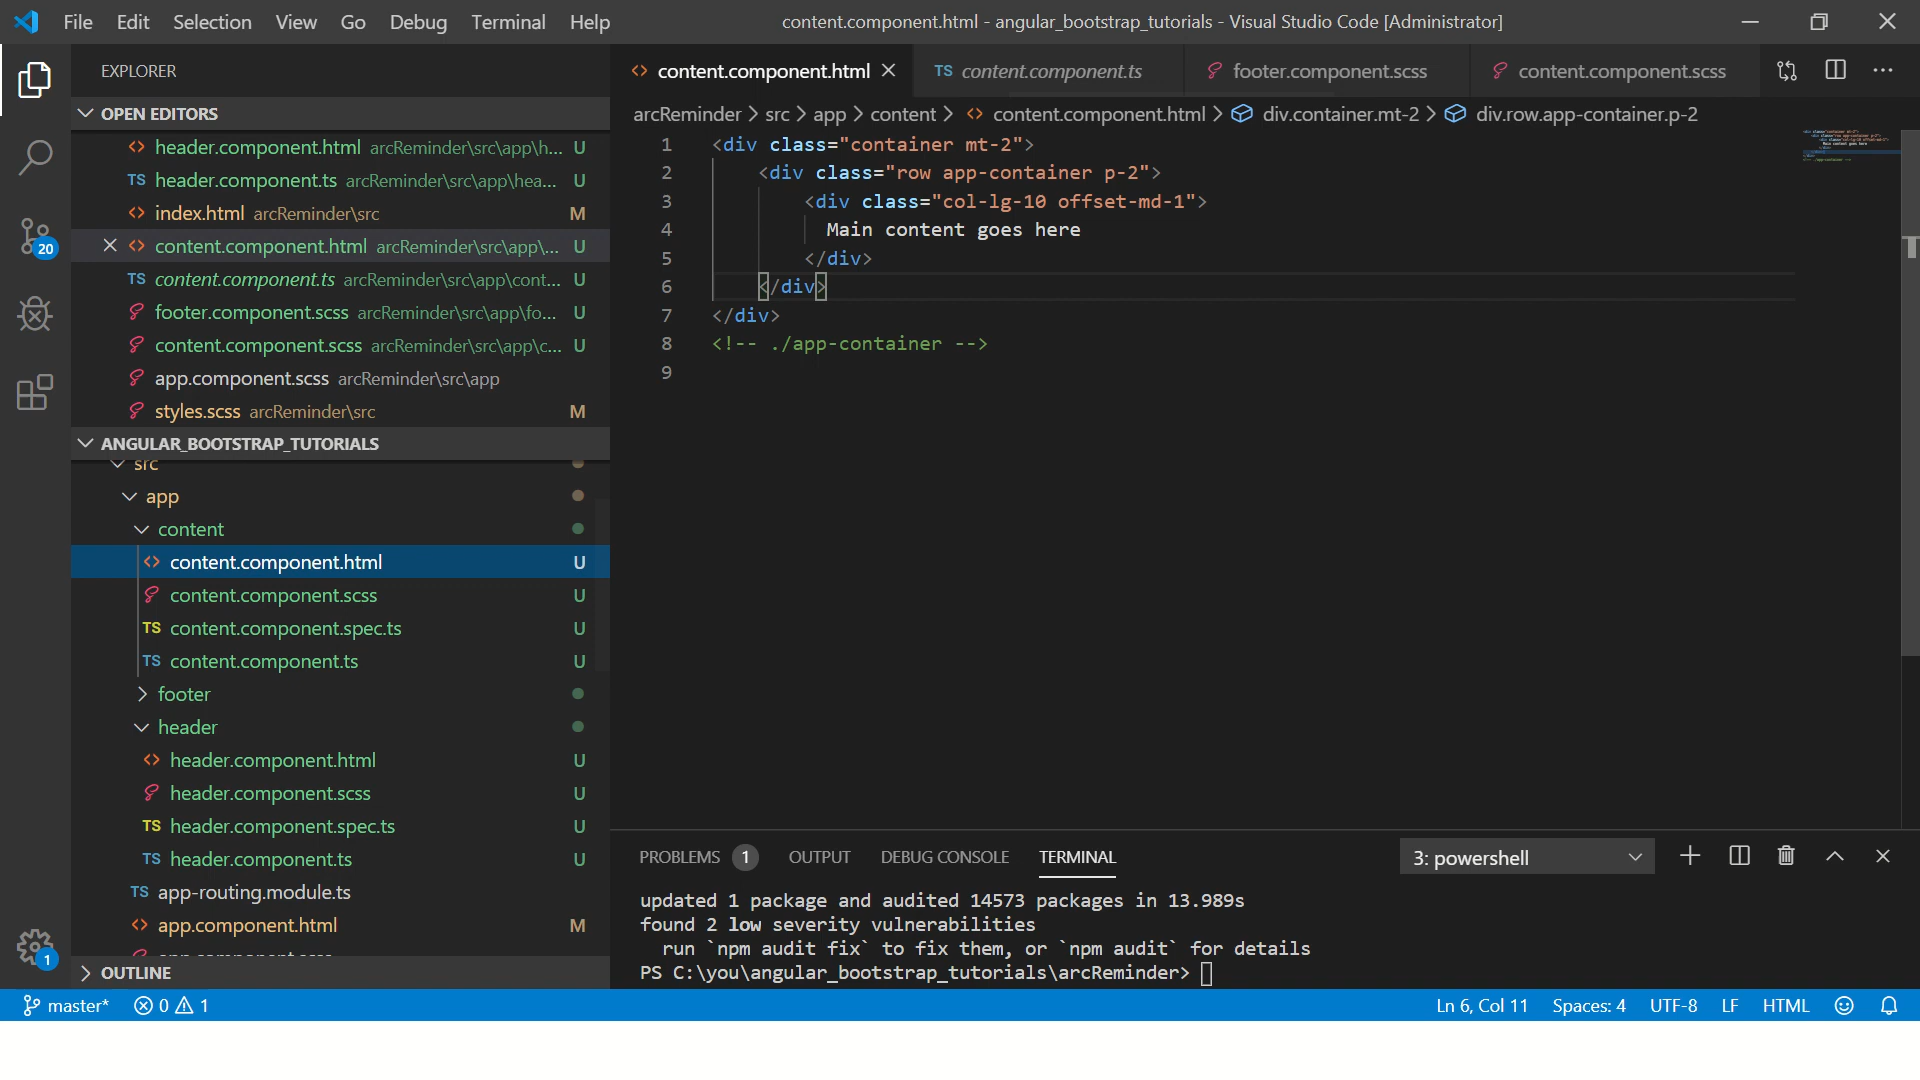 File Edit Selection View Go Debug Terminal Help content.component.html - angular_bootstrap_tutorials - Visual Studio Code [Administrator]
EXPLORER
OPEN EDITORS
header.component.html arcReminder\src\app\h... U
TS header.component.ts arcReminder\src\app\hea... U
index.html arcReminder\src M
content.component.html arcReminder\src\app\... U
TS content.component.ts arcReminder\src\app\cont... U
footer.component.scss arcReminder\src\app\fo... U
content.component.scss arcReminder\src\app\c... U
app.component.scss arcReminder\src\app
styles.scss arcReminder\src M
ANGULAR_BOOTSTRAP_TUTORIALS
src
app
content
content.component.html U
content.component.scss U
TS content.component.spec.ts U
TS content.component.ts U
footer
header
header.component.html U
header.component.scss U
TS header.component.spec.ts U
TS header.component.ts U
TS app-routing.module.ts
app.component.html M
OUTLINE
20
1
content.component.html TS content.component.ts footer.component.scss content.component.scss
arcReminder > src > app > content > content.component.html > div.container.mt-2 > div.row.app-container.p-2
1 <div class="container mt-2">
2 <div class="row app-container p-2">
3 <div class="col-lg-10 offset-md-1">
4 Main content goes here
5 </div>
6 </div>
7 </div>
8 <!-- ./app-container -->
9
PROBLEMS 1 OUTPUT DEBUG CONSOLE TERMINAL 3: powershell
updated 1 package and audited 14573 packages in 13.989s
found 2 low severity vulnerabilities
run `npm audit fix` to fix them, or `npm audit` for details
PS C:\you\angular_bootstrap_tutorials\arcReminder>
master* 0 1 Ln 6, Col 11 Spaces: 4 UTF-8 LF HTML